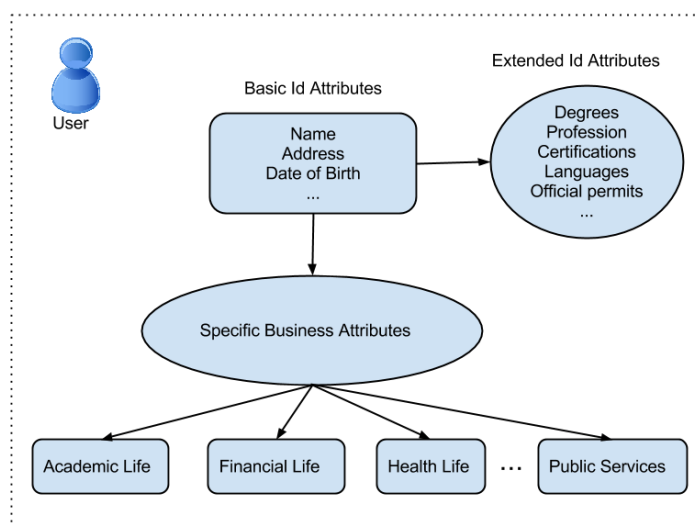 User
Basic Id Attributes
Extended Id Attributes
Name
Address
Date of Birth
...
Degrees
Profession
Certifications
Languages
Official permits
...
Specific Business Attributes
Academic Life
Financial Life
Health Life
...
Public Services